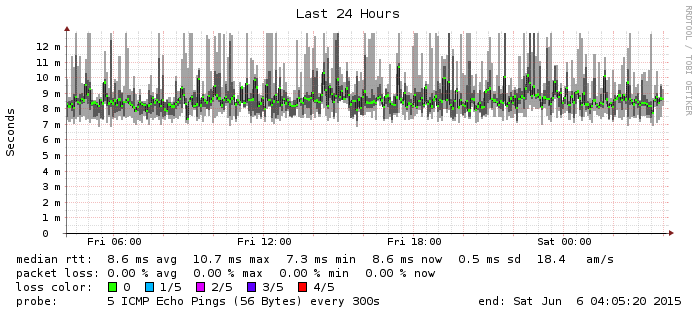 Last 24 Hours
RRDTOOL / TOBI OETIKER
Seconds
12 m
11 m
10 m
9 m
8 m
7 m
6 m
5 m
4 m
3 m
2 m
1 m
0
Fri 06:00 Fri 12:00 Fri 18:00 Sat 00:00
median rtt: 8.6 ms avg 10.7 ms max 7.3 ms min 8.6 ms now 0.5 ms sd 18.4 am/s
packet loss: 0.00 % avg 0.00 % max 0.00 % min 0.00 % now
loss color: 0 1/5 2/5 3/5 4/5
probe: 5 ICMP Echo Pings (56 Bytes) every 300s end: Sat Jun 6 04:05:20 2015